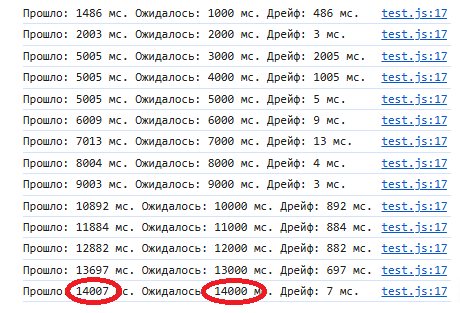 Прошло: 1486 мс. Ожидалось: 1000 мс. Дрейф: 486 мс. test.js:17
Прошло: 2003 мс. Ожидалось: 2000 мс. Дрейф: 3 мс. test.js:17
Прошло: 5005 мс. Ожидалось: 3000 мс. Дрейф: 2005 мс. test.js:17
Прошло: 5005 мс. Ожидалось: 4000 мс. Дрейф: 1005 мс. test.js:17
Прошло: 5005 мс. Ожидалось: 5000 мс. Дрейф: 5 мс. test.js:17
Прошло: 6009 мс. Ожидалось: 6000 мс. Дрейф: 9 мс. test.js:17
Прошло: 7013 мс. Ожидалось: 7000 мс. Дрейф: 13 мс. test.js:17
Прошло: 8004 мс. Ожидалось: 8000 мс. Дрейф: 4 мс. test.js:17
Прошло: 9003 мс. Ожидалось: 9000 мс. Дрейф: 3 мс. test.js:17
Прошло: 10892 мс. Ожидалось: 10000 мс. Дрейф: 892 мс. test.js:17
Прошло: 11884 мс. Ожидалось: 11000 мс. Дрейф: 884 мс. test.js:17
Прошло: 12882 мс. Ожидалось: 12000 мс. Дрейф: 882 мс. test.js:17
Прошло: 13697 мс. Ожидалось: 13000 мс. Дрейф: 697 мс. test.js:17
Прошло: 14007 мс. Ожидалось: 14000 мс. Дрейф: 7 мс. test.js:17